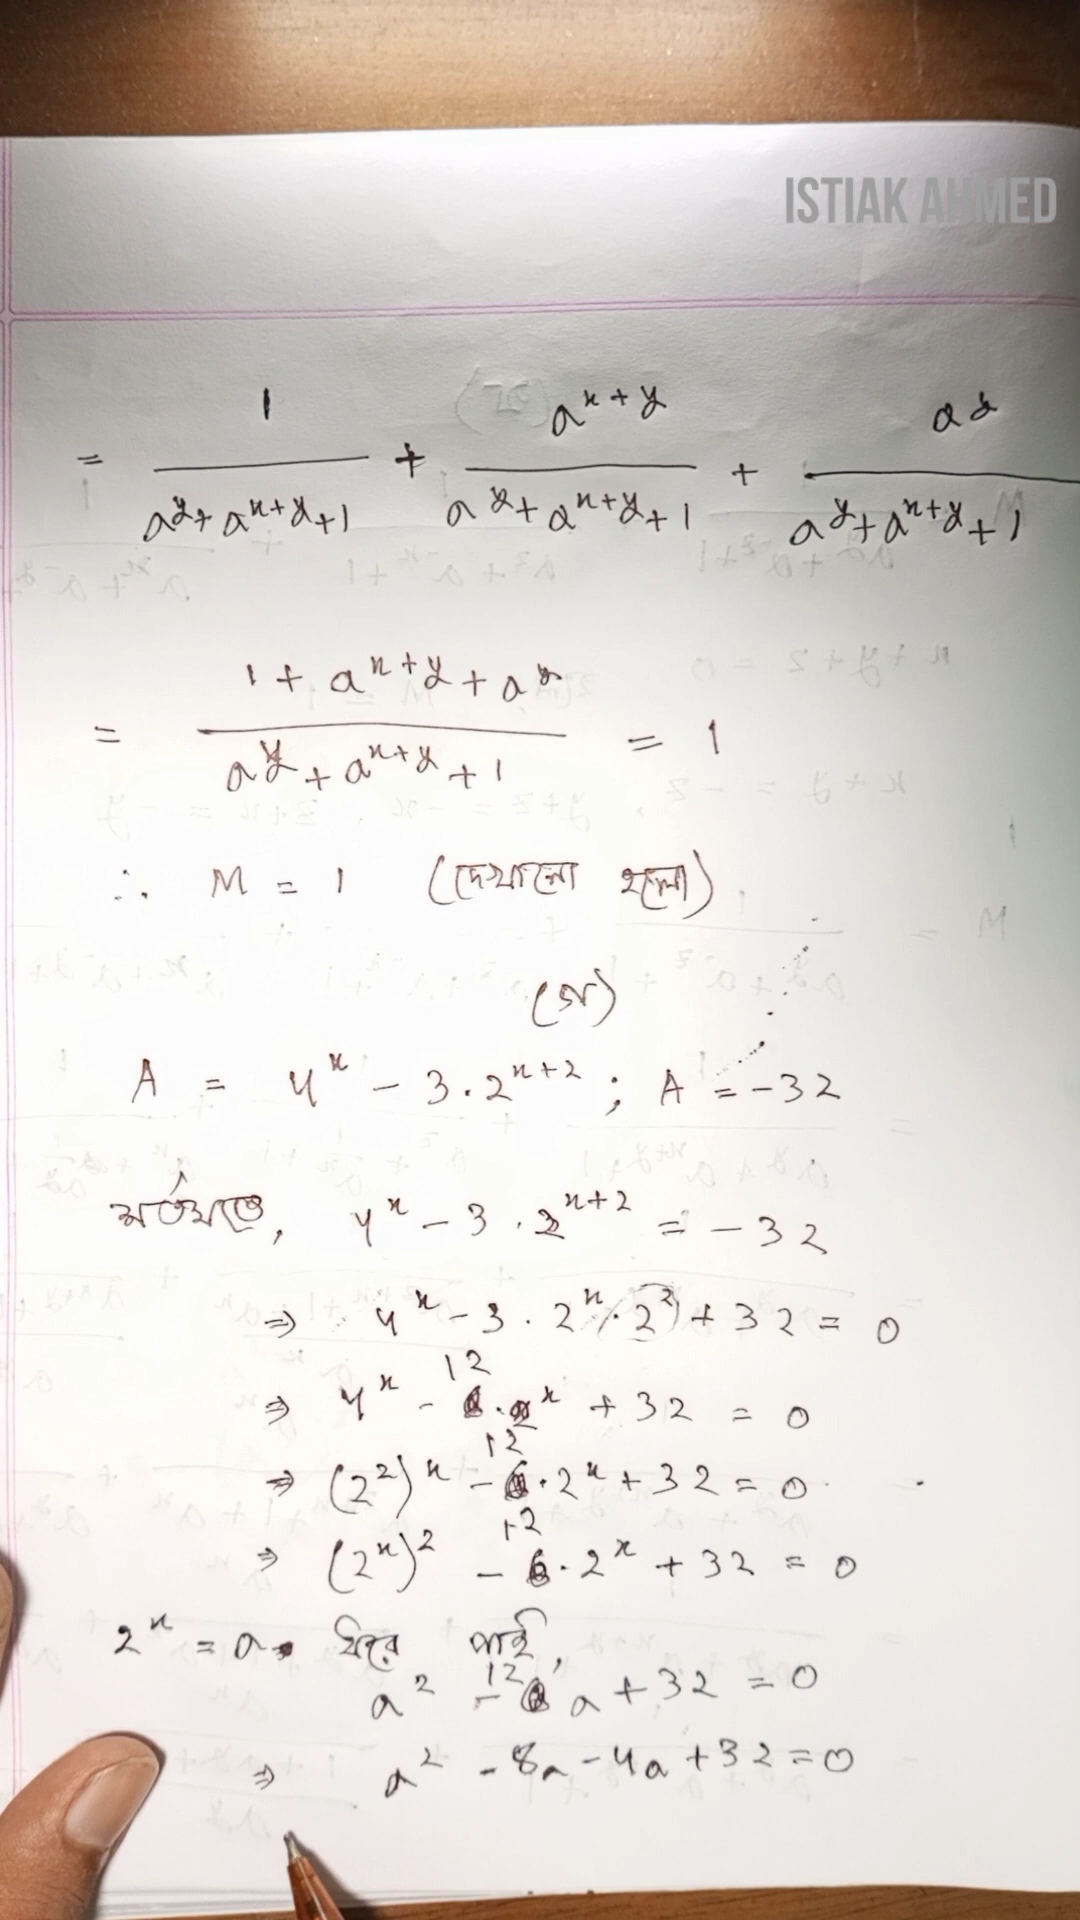 ISTIAK AHMED
= 1/(a^y + a^(x+y) + 1) + a^(x+y)/(a^y + a^(x+y) + 1) + a^y/(a^y + a^(x+y) + 1)
= (1 + a^(x+y) + a^y)/(a^y + a^(x+y) + 1) = 1
∴ M = 1 (দেখানো হলো)
(গ)
A = 4^x - 3.2^(x+2) ; A = -32
শর্তমতে, 4^x - 3.2^(x+2) = -32
⇒ 4^x - 3.2^x.2^2 + 32 = 0
⇒ 4^x - 12.2^x + 32 = 0
⇒ (2^2)^x - 12.2^x + 32 = 0
⇒ (2^x)^2 - 12.2^x + 32 = 0
2^x = a ধরে পাই,
a^2 - 12a + 32 = 0
⇒ a^2 - 8a - 4a + 32 = 0